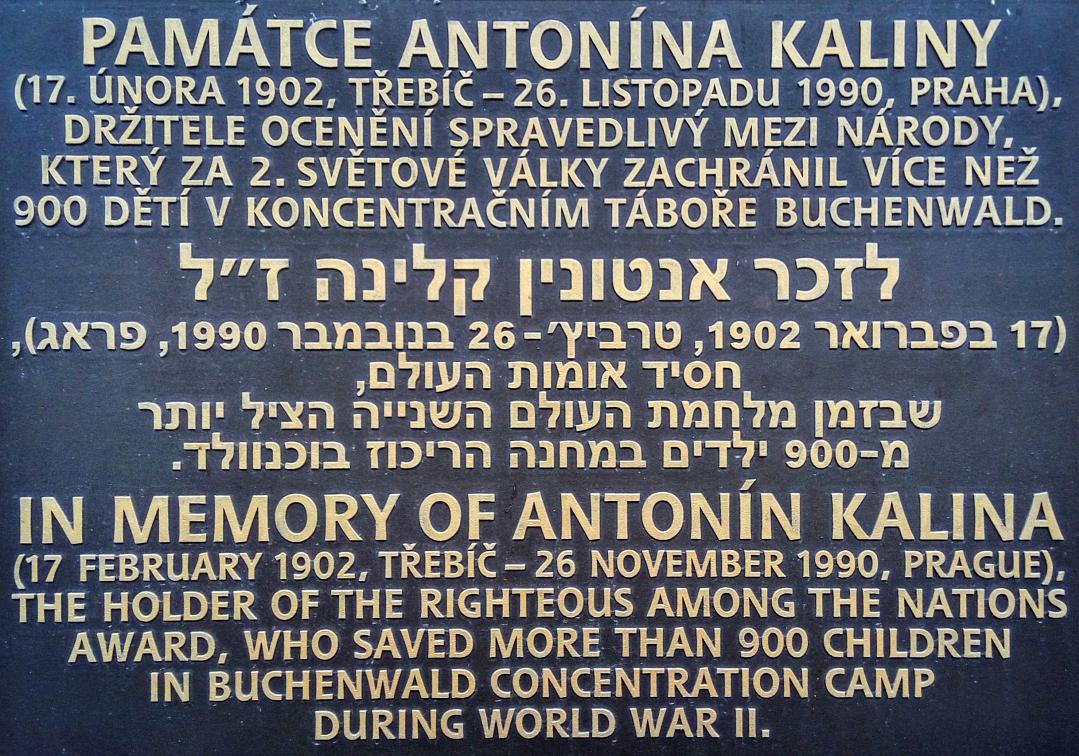 PAMÁTCE ANTONÍNA KALINY
(17. ÚNORA 1902, TŘEBÍČ – 26. LISTOPADU 1990, PRAHA),
DRŽITELE OCENĚNÍ SPRAVEDLIVÝ MEZI NÁRODY,
KTERÝ ZA 2. SVĚTOVÉ VÁLKY ZACHRÁNIL VÍCE NEŽ
900 DĚTÍ V KONCENTRAČNÍM TÁBOŘE BUCHENWALD.
לזכר אנטונין קלינה ז״ל
(17 בפברואר 1902, טרביץ׳ – 26 בנובמבר 1990, פראג),
חסיד אומות העולם,
שבזמן מלחמת העולם השנייה הציל יותר
מ-900 ילדים במחנה הריכוז בוכנוולד.
IN MEMORY OF ANTONÍN KALINA
(17 FEBRUARY 1902, TŘEBÍČ – 26 NOVEMBER 1990, PRAGUE),
THE HOLDER OF THE RIGHTEOUS AMONG THE NATIONS
AWARD, WHO SAVED MORE THAN 900 CHILDREN
IN BUCHENWALD CONCENTRATION CAMP
DURING WORLD WAR II.